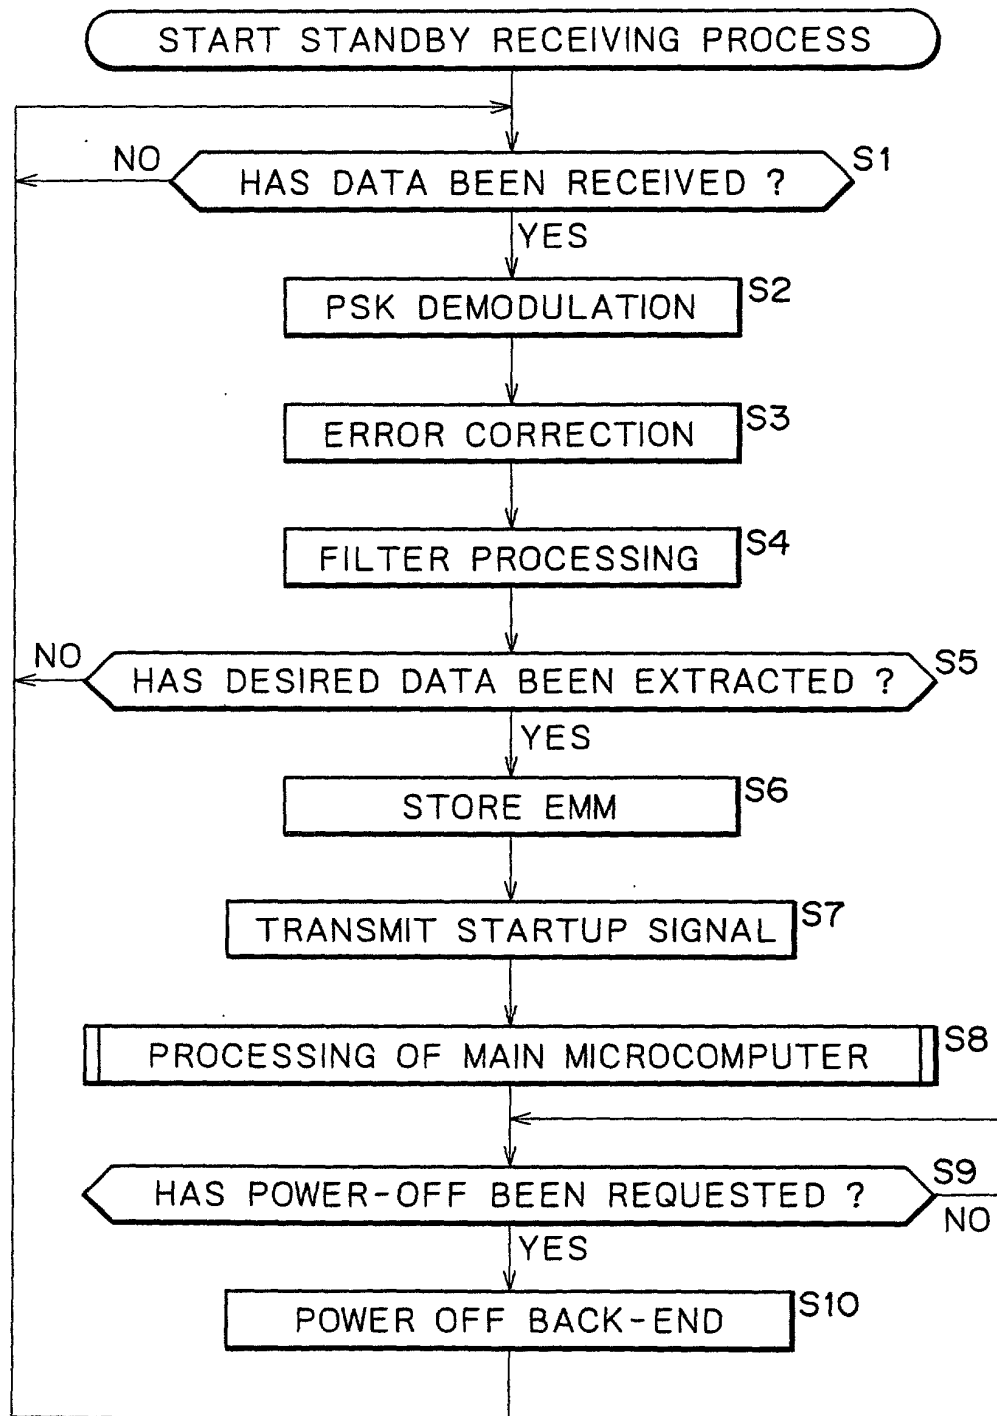 START STANDBY RECEIVING PROCESS
NO
HAS DATA BEEN RECEIVED ?
S1
YES
PSK DEMODULATION
S2
ERROR CORRECTION
S3
FILTER PROCESSING
S4
NO
HAS DESIRED DATA BEEN EXTRACTED ?
S5
YES
STORE EMM
S6
TRANSMIT STARTUP SIGNAL
S7
PROCESSING OF MAIN MICROCOMPUTER
S8
HAS POWER-OFF BEEN REQUESTED ?
S9
NO
YES
POWER OFF BACK-END
S10